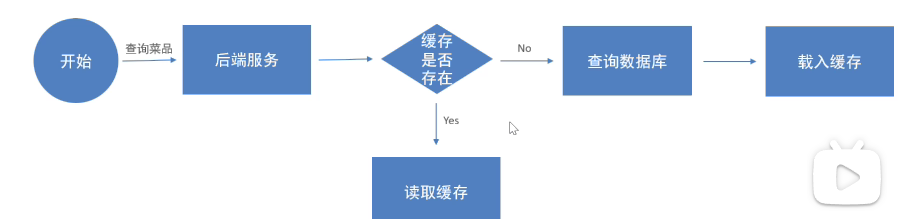 开始
查询菜品
后端服务
缓存
是否
存在
No
查询数据库
载入缓存
Yes
读取缓存